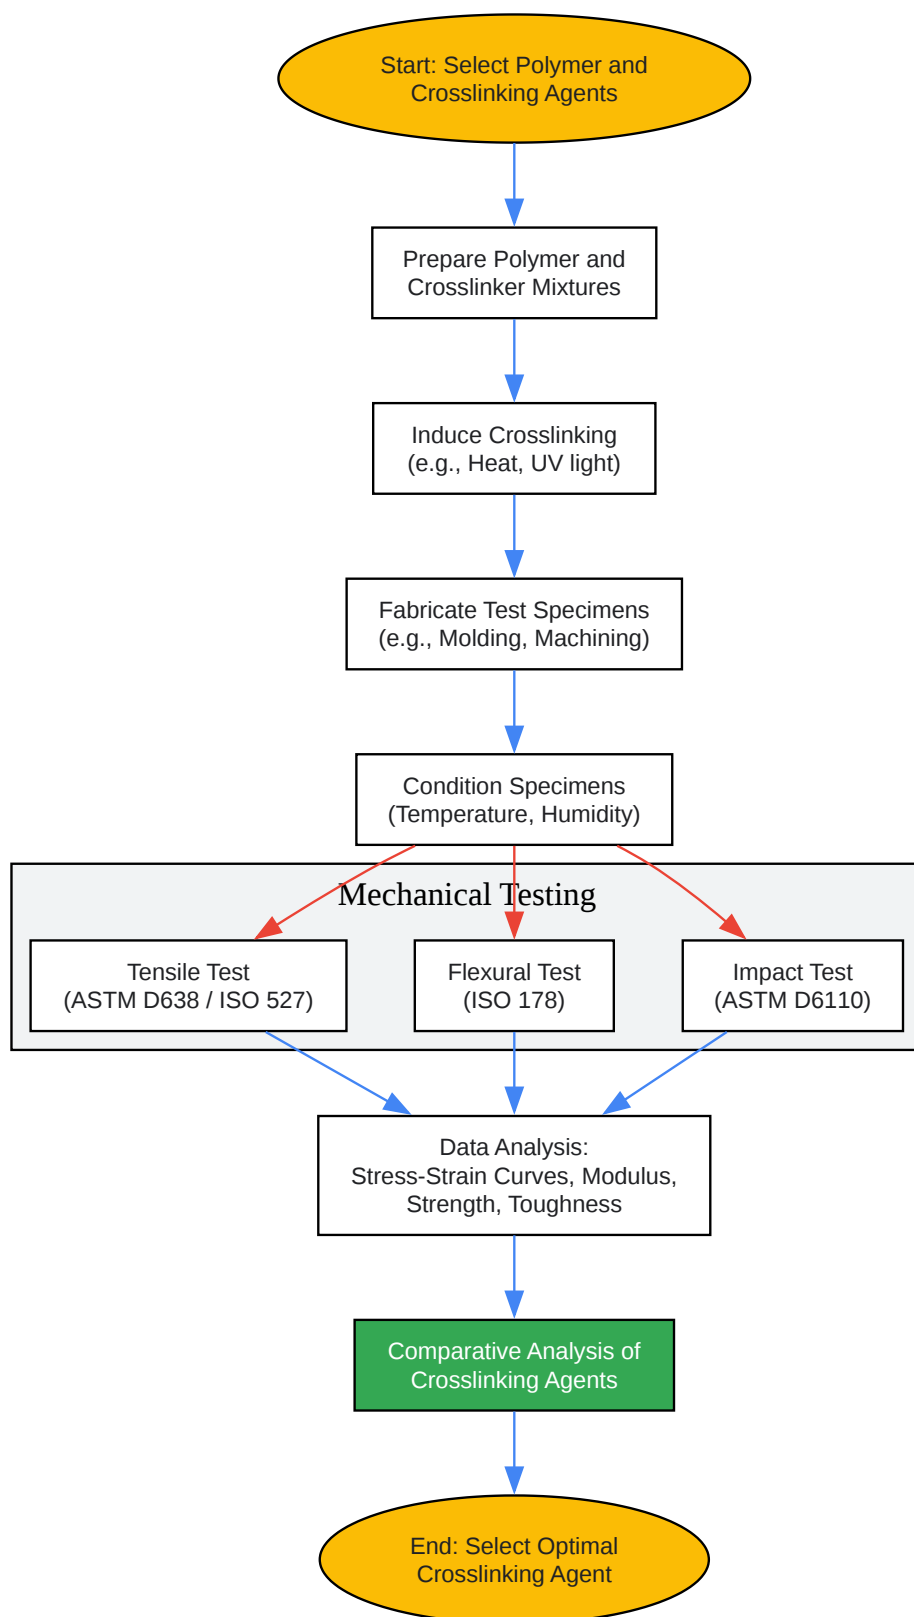 Start: Select Polymer and
Crosslinking Agents
Prepare Polymer and
Crosslinker Mixtures
Induce Crosslinking
(e.g., Heat, UV light)
Fabricate Test Specimens
(e.g., Molding, Machining)
Condition Specimens
(Temperature, Humidity)
Mechanical Testing
Tensile Test
(ASTM D638 / ISO 527)
Flexural Test
(ISO 178)
Impact Test
(ASTM D6110)
Data Analysis:
Stress-Strain Curves, Modulus,
Strength, Toughness
Comparative Analysis of
Crosslinking Agents
End: Select Optimal
Crosslinking Agent